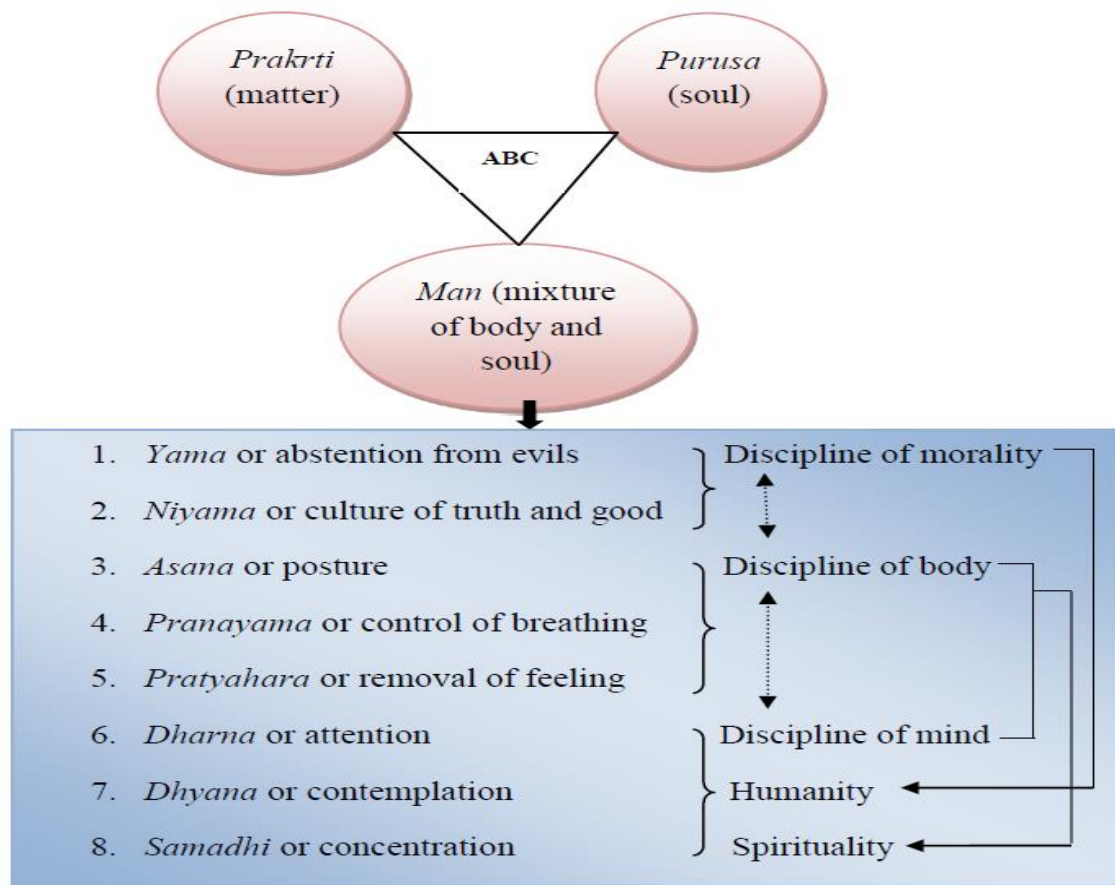 Prakrti
(matter)
Purusa
(soul)
ABC
Man (mixture
of body and
soul)
1. Yama or abstention from evils
Discipline of morality
2. Niyama or culture of truth and good
3. Asana or posture
Discipline of body
4. Pranayama or control of breathing
5. Pratyahara or removal of feeling
6. Dharna or attention
Discipline of mind
7. Dhyana or contemplation
Humanity
8. Samadhi or concentration
Spirituality